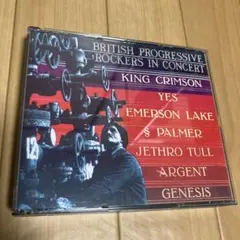 BRITISH PROGRESSIVE
ROCKERS IN CONCERT
KING CRIMSON
YES
EMERSON LAKE
& PALMER
JETHRO TULL
ARGENT
GENESIS